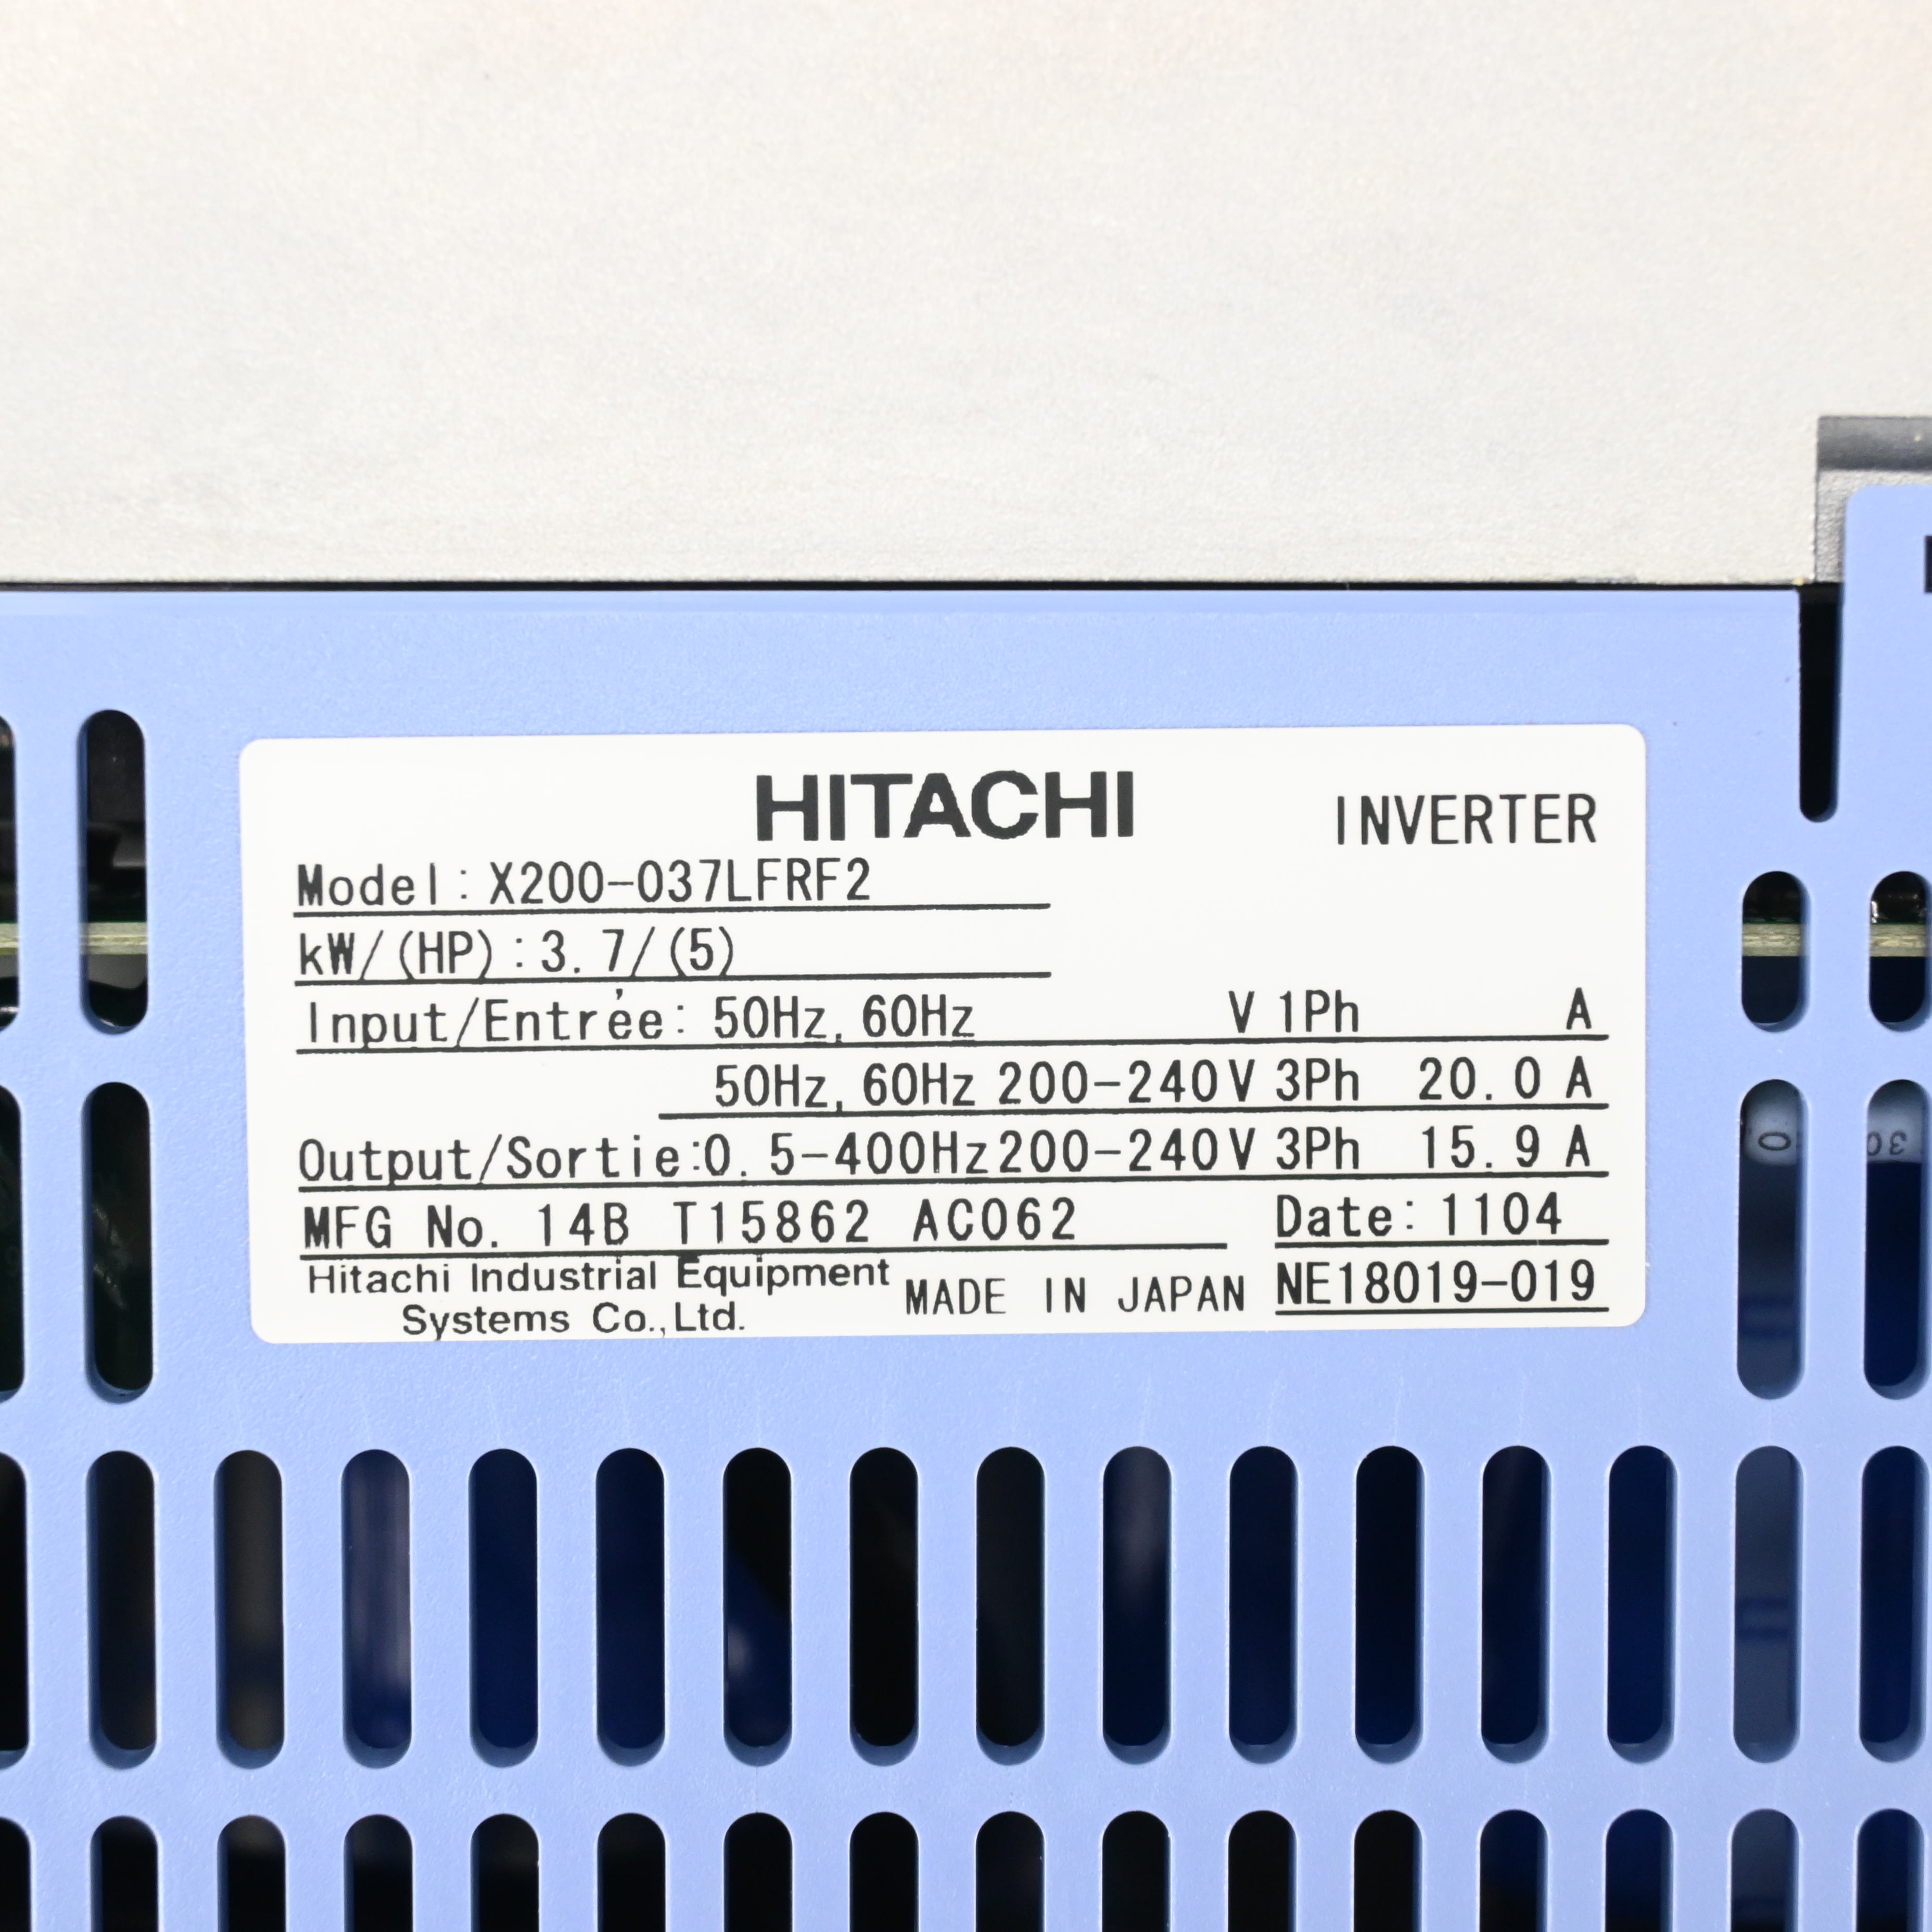 HITACHI INVERTER
Model: X200-037LFRF2
kW/(HP):3.7/(5)
Input/Entrée: 50Hz, 60Hz V 1Ph A
50Hz, 60Hz 200-240V 3Ph 20.0 A
Output/Sortie:0.5-400Hz 200-240V 3Ph 15.9 A
MFG No. 14B T15862 AC062 Date: 1104
Hitachi Industrial Equipment
Systems Co., Ltd. MADE IN JAPAN NE18019-019